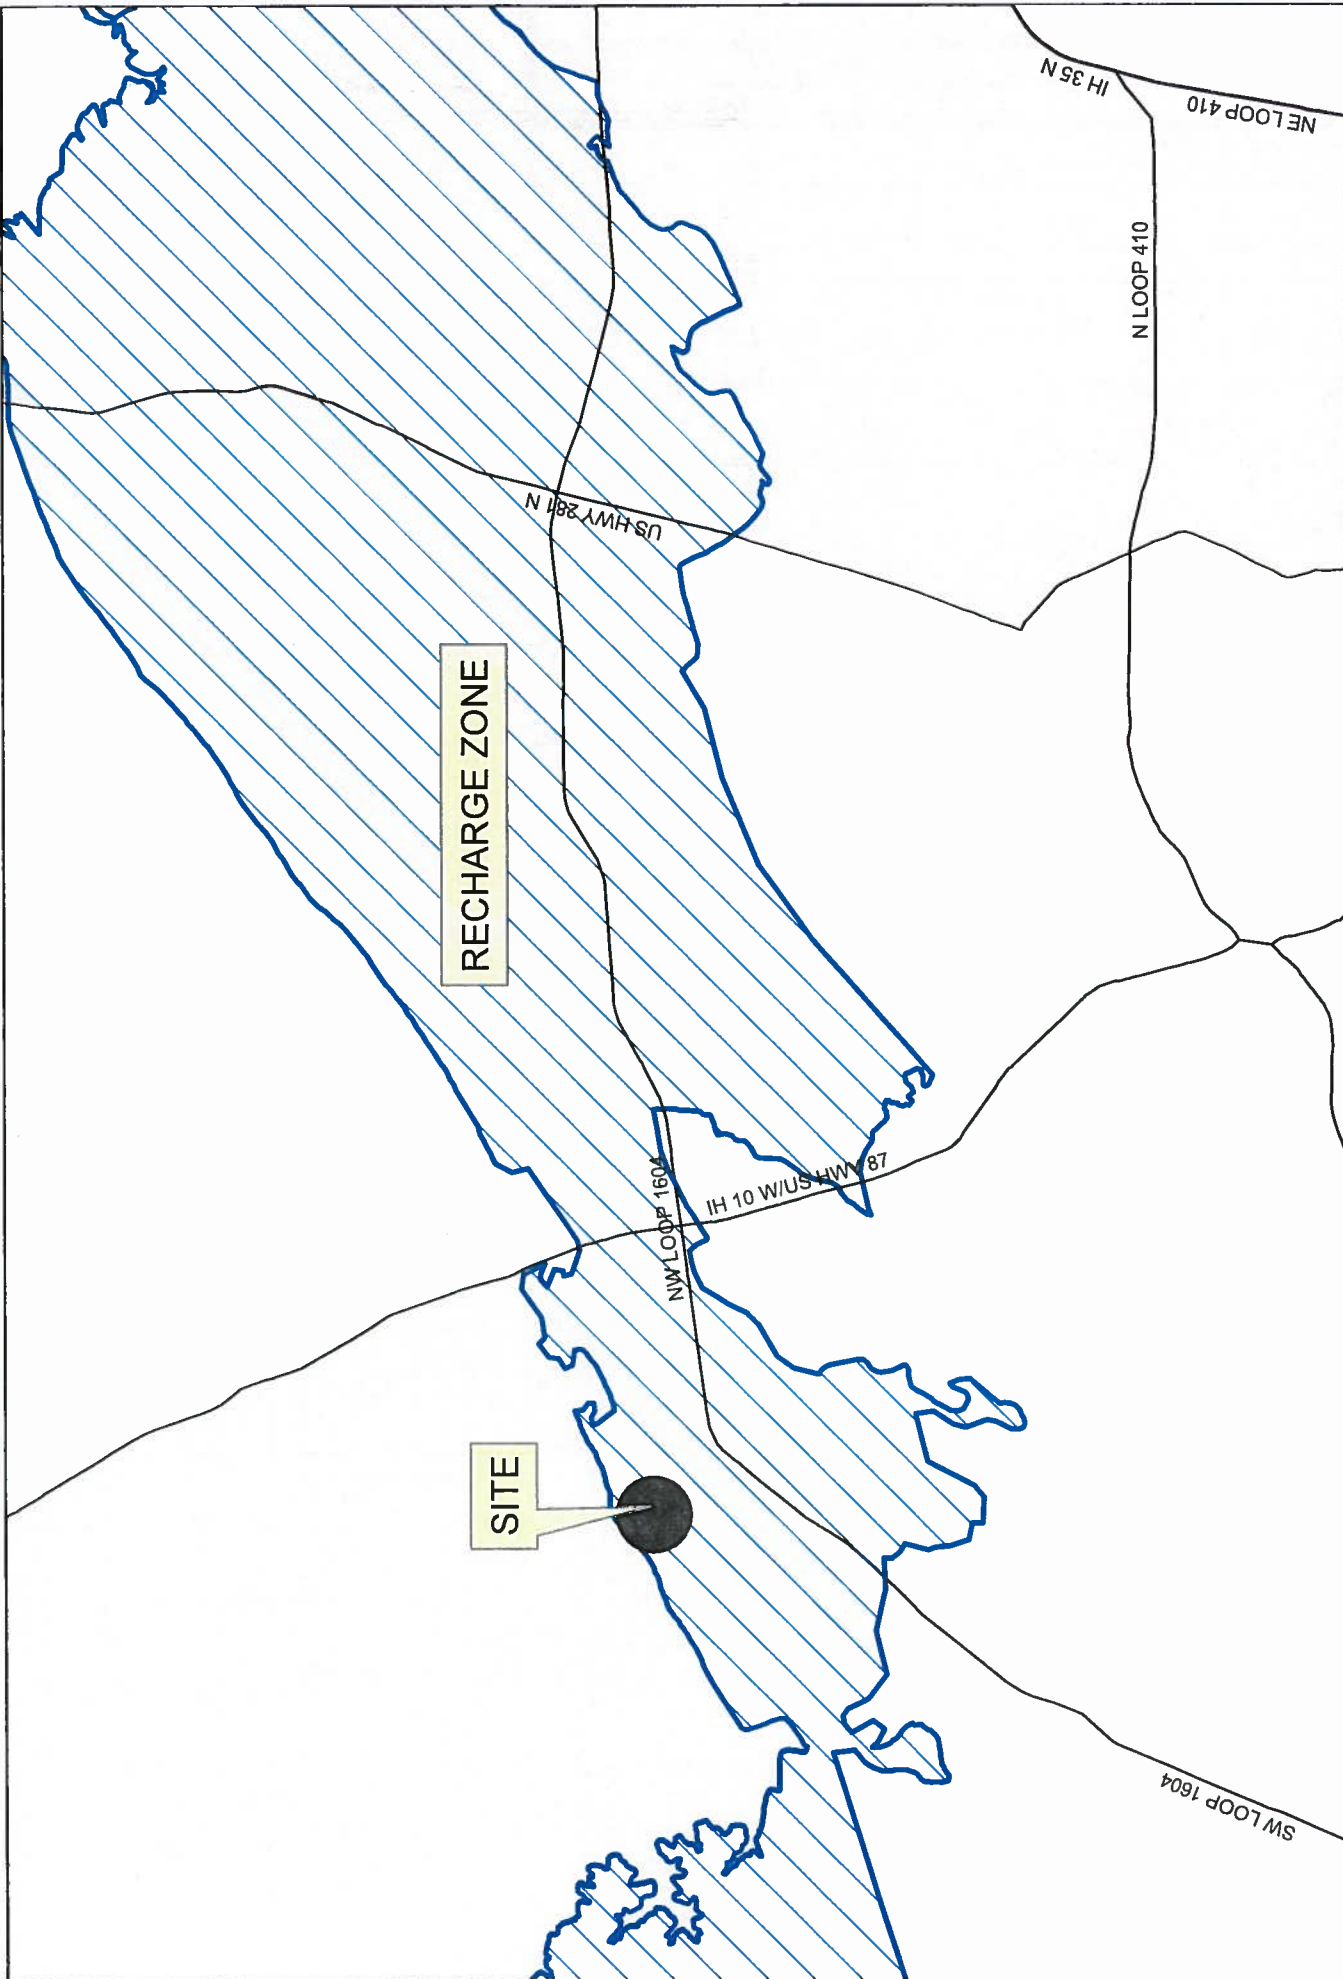 IH 35 N
NE LOOP 410
N LOOP 410
US HWY 281 N
RECHARGE ZONE
NW LOOP 1604
IH 10 W/US HWY 87
SITE
SW LOOP 1604